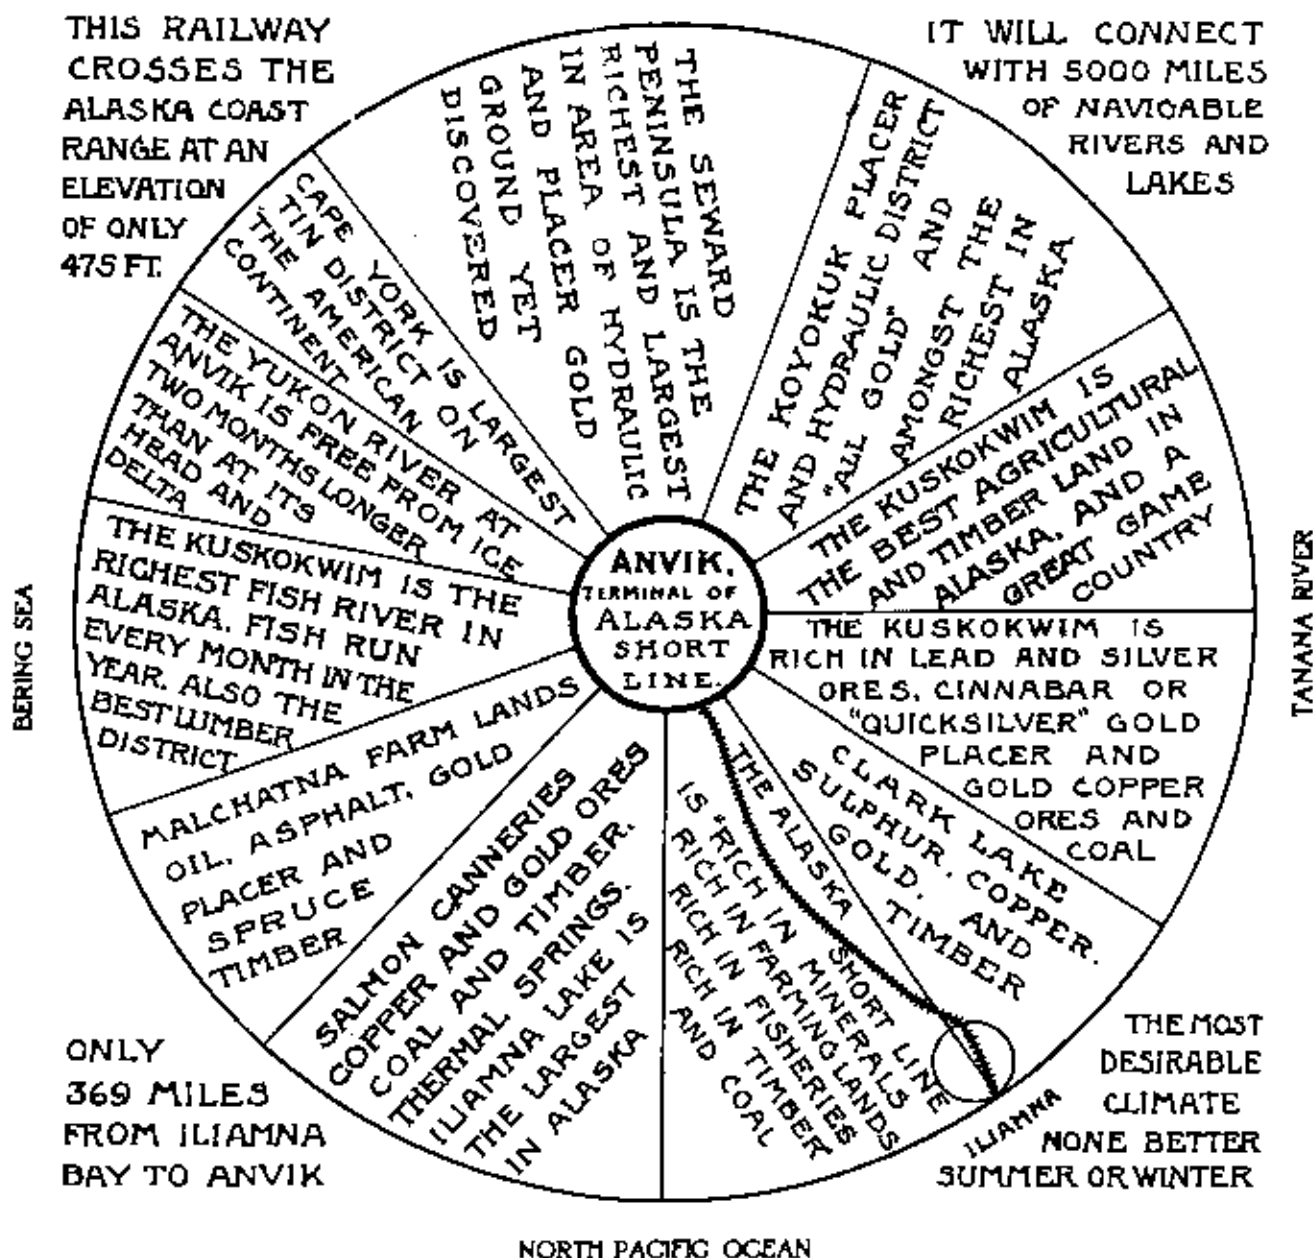 THIS RAILWAY
CROSSES THE
ALASKA COAST
RANGE AT AN
ELEVATION
OF ONLY
475 FT.
IT WILL CONNECT
WITH 5000 MILES
OF NAVIGABLE
RIVERS AND
LAKES
THE SEWARD
PENINSULA IS THE
RICHEST AND LARGEST
IN AREA OF HYDRAULIC
AND PLACER GOLD
GROUND YET
DISCOVERED
THE KOYOKUK PLACER
AND HYDRAULIC DISTRICT
"ALL GOLD" AND
AMONGST THE
RICHEST IN
ALASKA
THE KUSKOKWIM IS
THE BEST AGRICULTURAL
AND TIMBER LAND IN
ALASKA, AND A
GREAT GAME
COUNTRY
THE KUSKOKWIM IS
RICH IN LEAD AND SILVER
ORES, CINNABAR OR
"QUICKSILVER" GOLD
PLACER AND
GOLD COPPER
ORES AND
COAL
CLARK LAKE
SULPHUR, COPPER.
GOLD, AND
TIMBER
THE ALASKA SHORT LINE
IS "RICH IN MINERALS
RICH IN FARMING LANDS
RICH IN FISHERIES
RICH IN TIMBER
AND COAL
SALMON CANNERIES
COPPER AND GOLD ORES
COAL AND TIMBER.
THERMAL SPRINGS.
ILIAMNA LAKE IS
THE LARGEST
IN ALASKA
MALCHATNA FARM LANDS
OIL, ASPHALT, GOLD
PLACER AND
SPRUCE
TIMBER
THE KUSKOKWIM IS THE
RICHEST FISH RIVER IN
ALASKA. FISH RUN
EVERY MONTH IN THE
YEAR. ALSO THE
BEST LUMBER
DISTRICT
THE YUKON RIVER AT
ANVIK IS FREE FROM ICE
TWO MONTHS LONGER
THAN AT ITS
HEAD AND
DELTA
CAPE YORK IS LARGEST
TIN DISTRICT ON
THE AMERICAN
CONTINENT
ANVIK,
TERMINAL OF
ALASKA
SHORT
LINE.
BERING SEA
TANANA RIVER
ILIAMNA
ONLY
369 MILES
FROM ILIAMNA
BAY TO ANVIK
THE MOST
DESIRABLE
CLIMATE
NONE BETTER
SUMMER OR WINTER
NORTH PACIFIC OCEAN